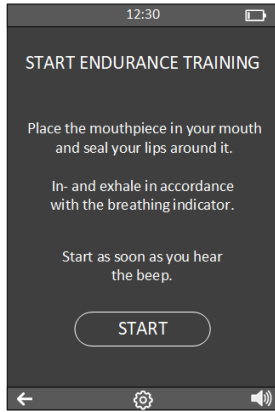 12:30
START ENDURANCE TRAINING
Place the mouthpiece in your mouth
and seal your lips around it.
In- and exhale in accordance
with the breathing indicator.
Start as soon as you hear
the beep.
START